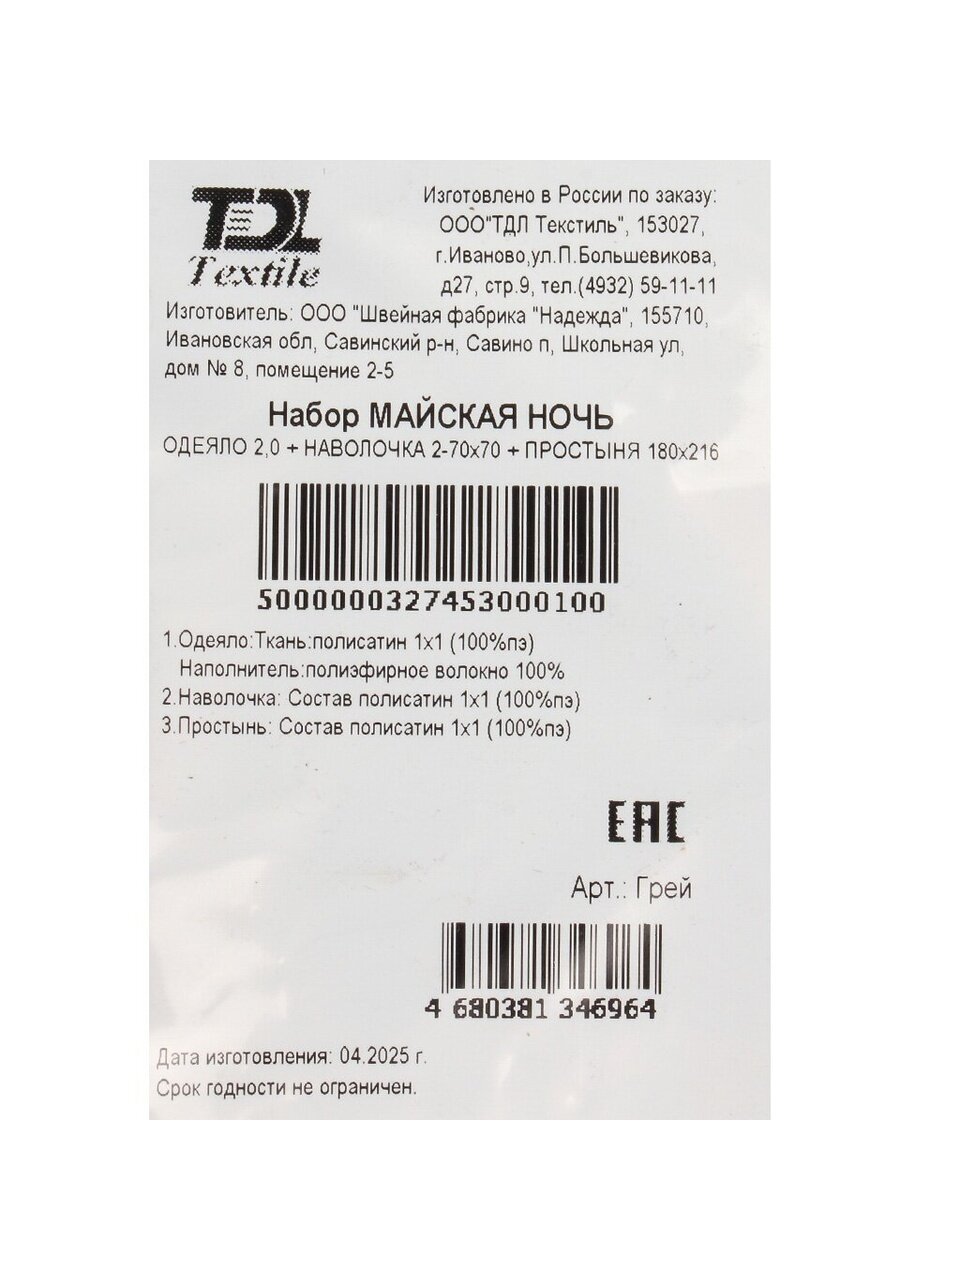 TDL
Textile
Изготовлено в России по заказу:
ООО"ТДЛ Текстиль", 153027,
г.Иваново,ул.П.Большевикова,
д27, стр.9, тел.(4932) 59-11-11
Изготовитель: ООО "Швейная фабрика "Надежда", 155710,
Ивановская обл, Савинский р-н, Савино п, Школьная ул,
дом № 8, помещение 2-5
Набор МАЙСКАЯ НОЧЬ
ОДЕЯЛО 2,0 + НАВОЛОЧКА 2-70х70 + ПРОСТЫНЯ 180х216
5000000327453000100
1.Одеяло:Ткань:полисатин 1х1 (100%пэ)
Наполнитель:полиэфирное волокно 100%
2.Наволочка: Состав полисатин 1х1 (100%пэ)
3.Простынь: Состав полисатин 1х1 (100%пэ)
EAC
Арт.: Грей
4 680381 346964
Дата изготовления: 04.2025 г.
Срок годности не ограничен.